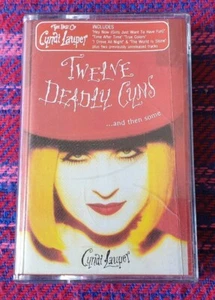 The Best Of
Cyndi Lauper
INCLUDES
"Hey Now (Girls Just Want To Have Fun)"
"Time After Time" "True Colors"
"I Drove All Night" & "The World Is Stone"
plus two previously unreleased tracks
TWELVE
DEADLY CYNS
...and then some
Cyndi Lauper